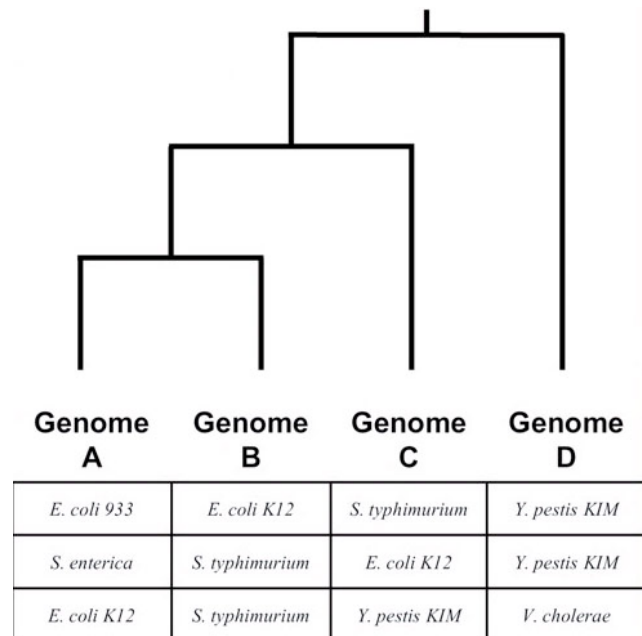 Genome Genome Genome Genome
A B C D
E. coli 933 E. coli K12 S. typhimurium Y. pestis KIM
S. enterica S. typhimurium E. coli K12 Y. pestis KIM
E. coli K12 S. typhimurium Y. pestis KIM V. cholerae